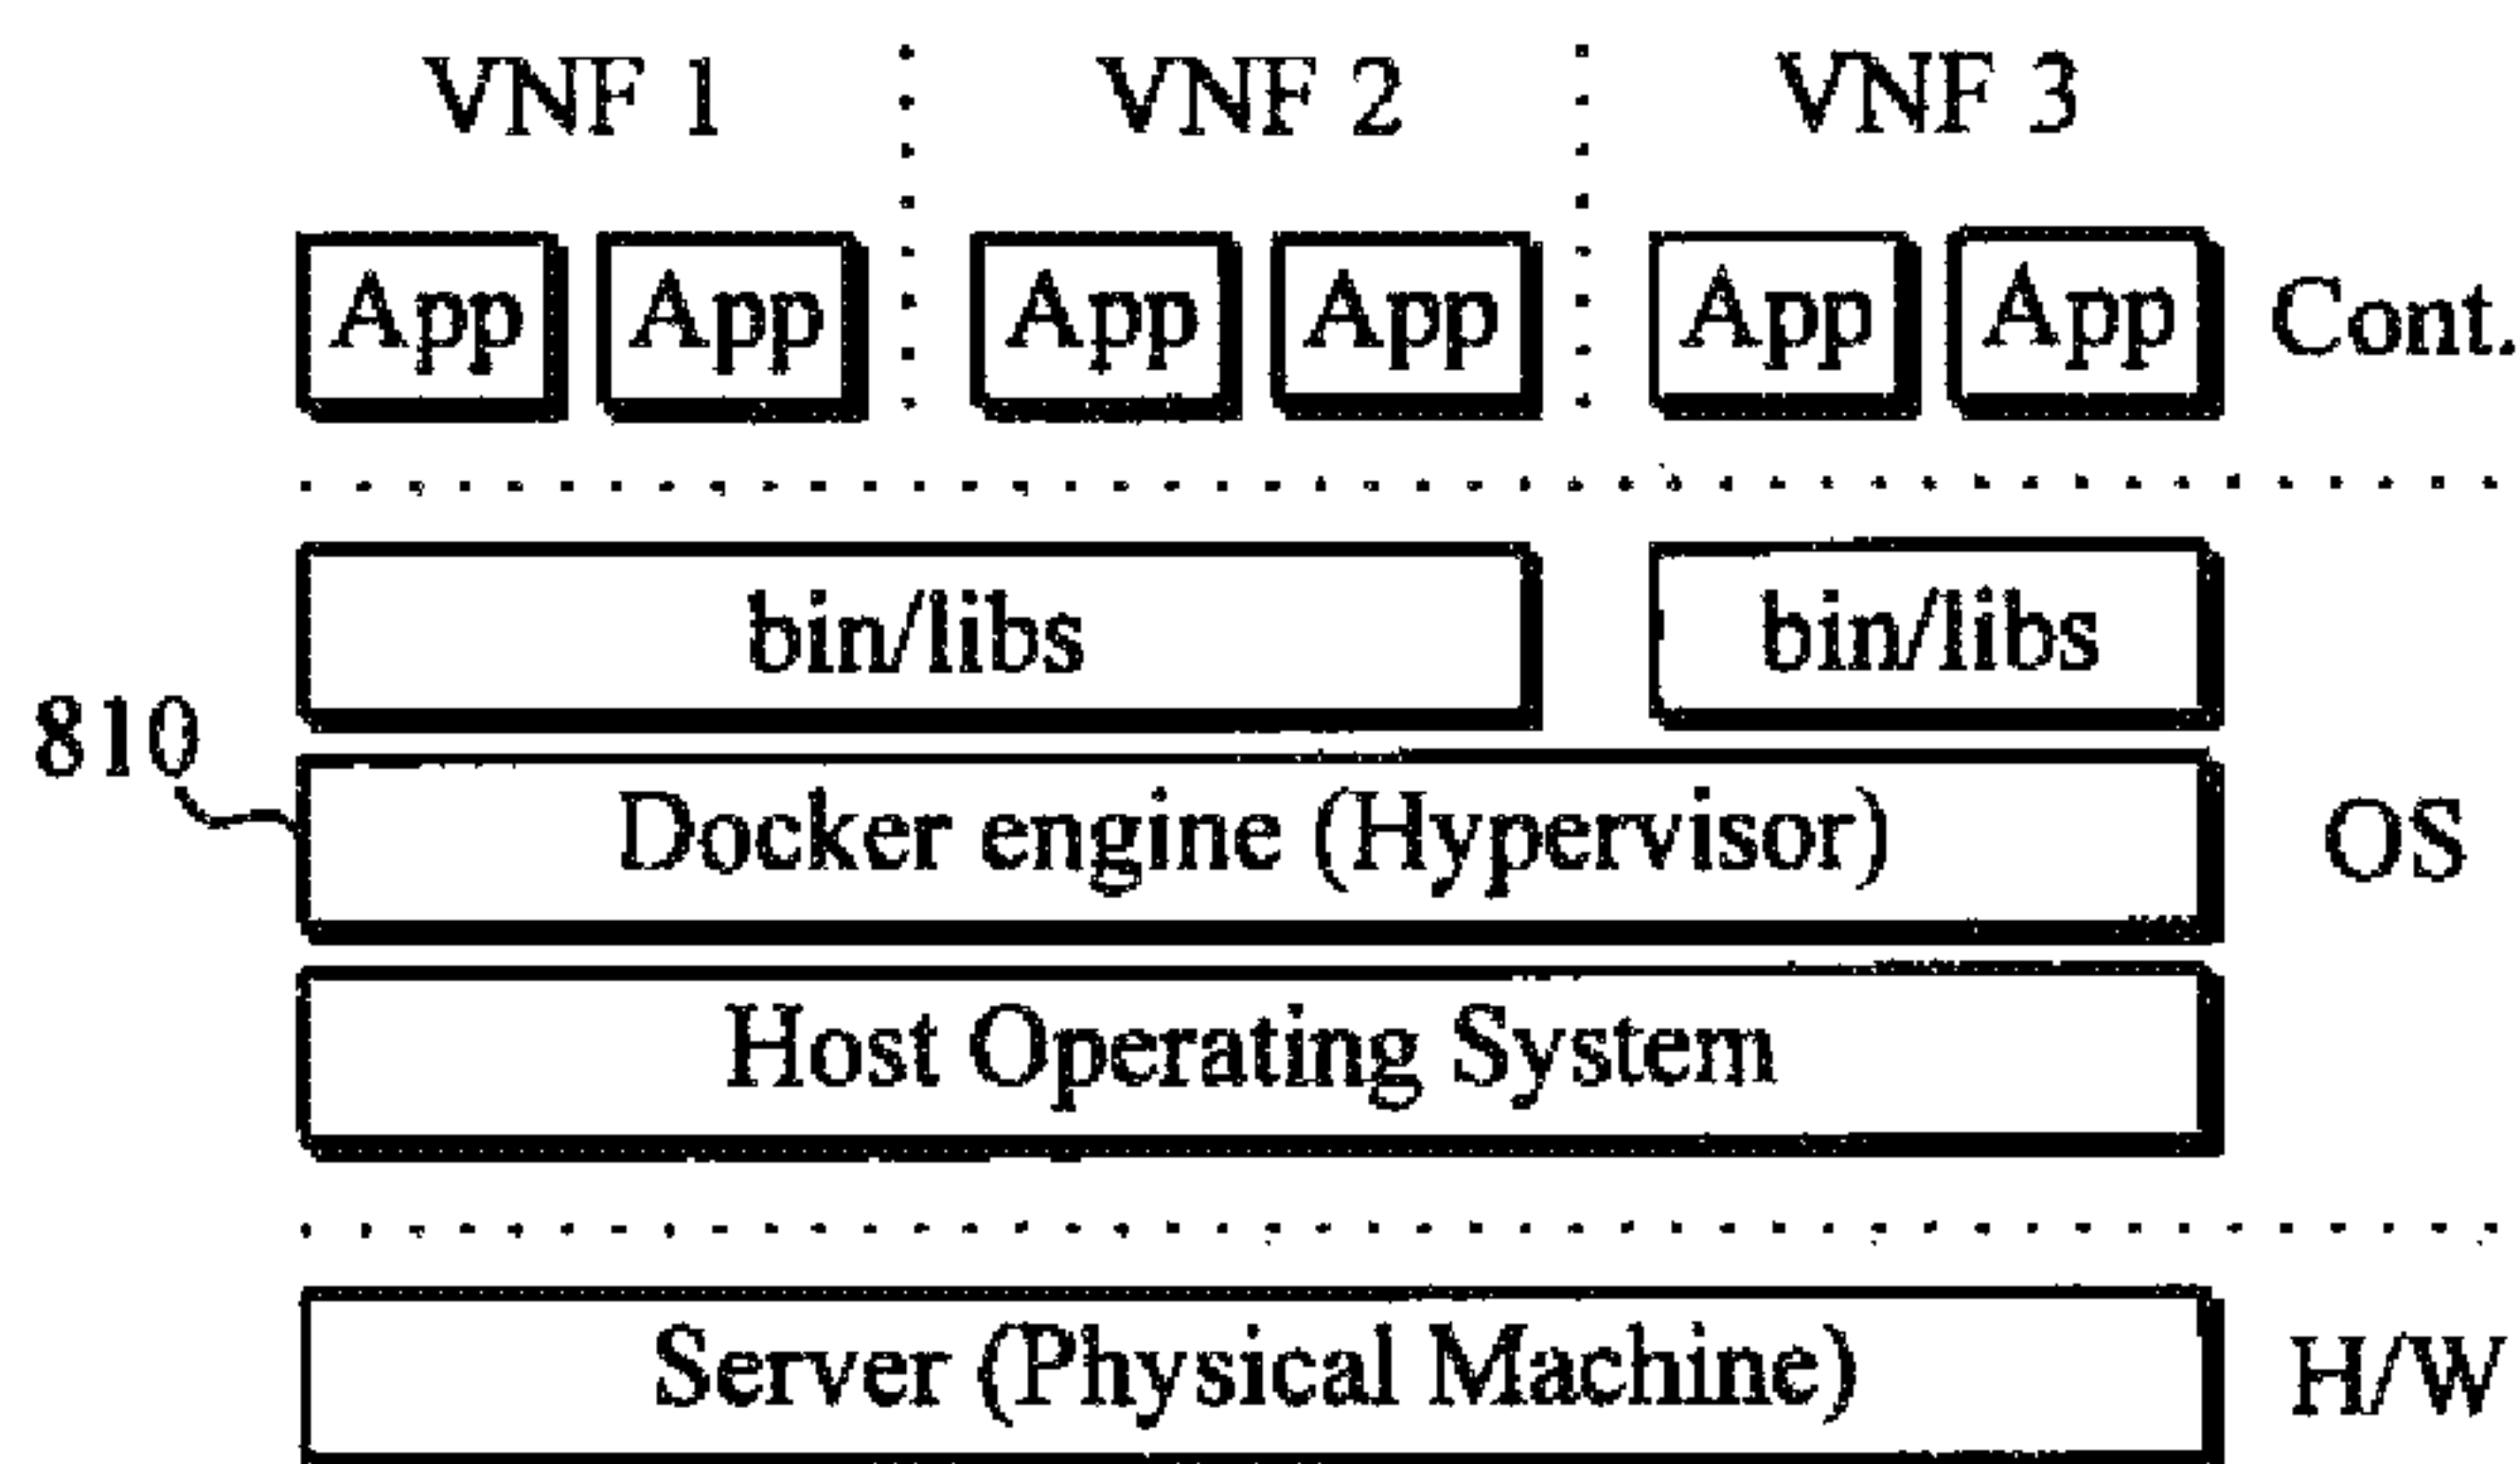 VNF 1 VNF 2 VNF 3
App App App App App App Cont.
bin/libs bin/libs
810
Docker engine (Hypervisor) OS
Host Operating System
Server (Physical Machine) H/W